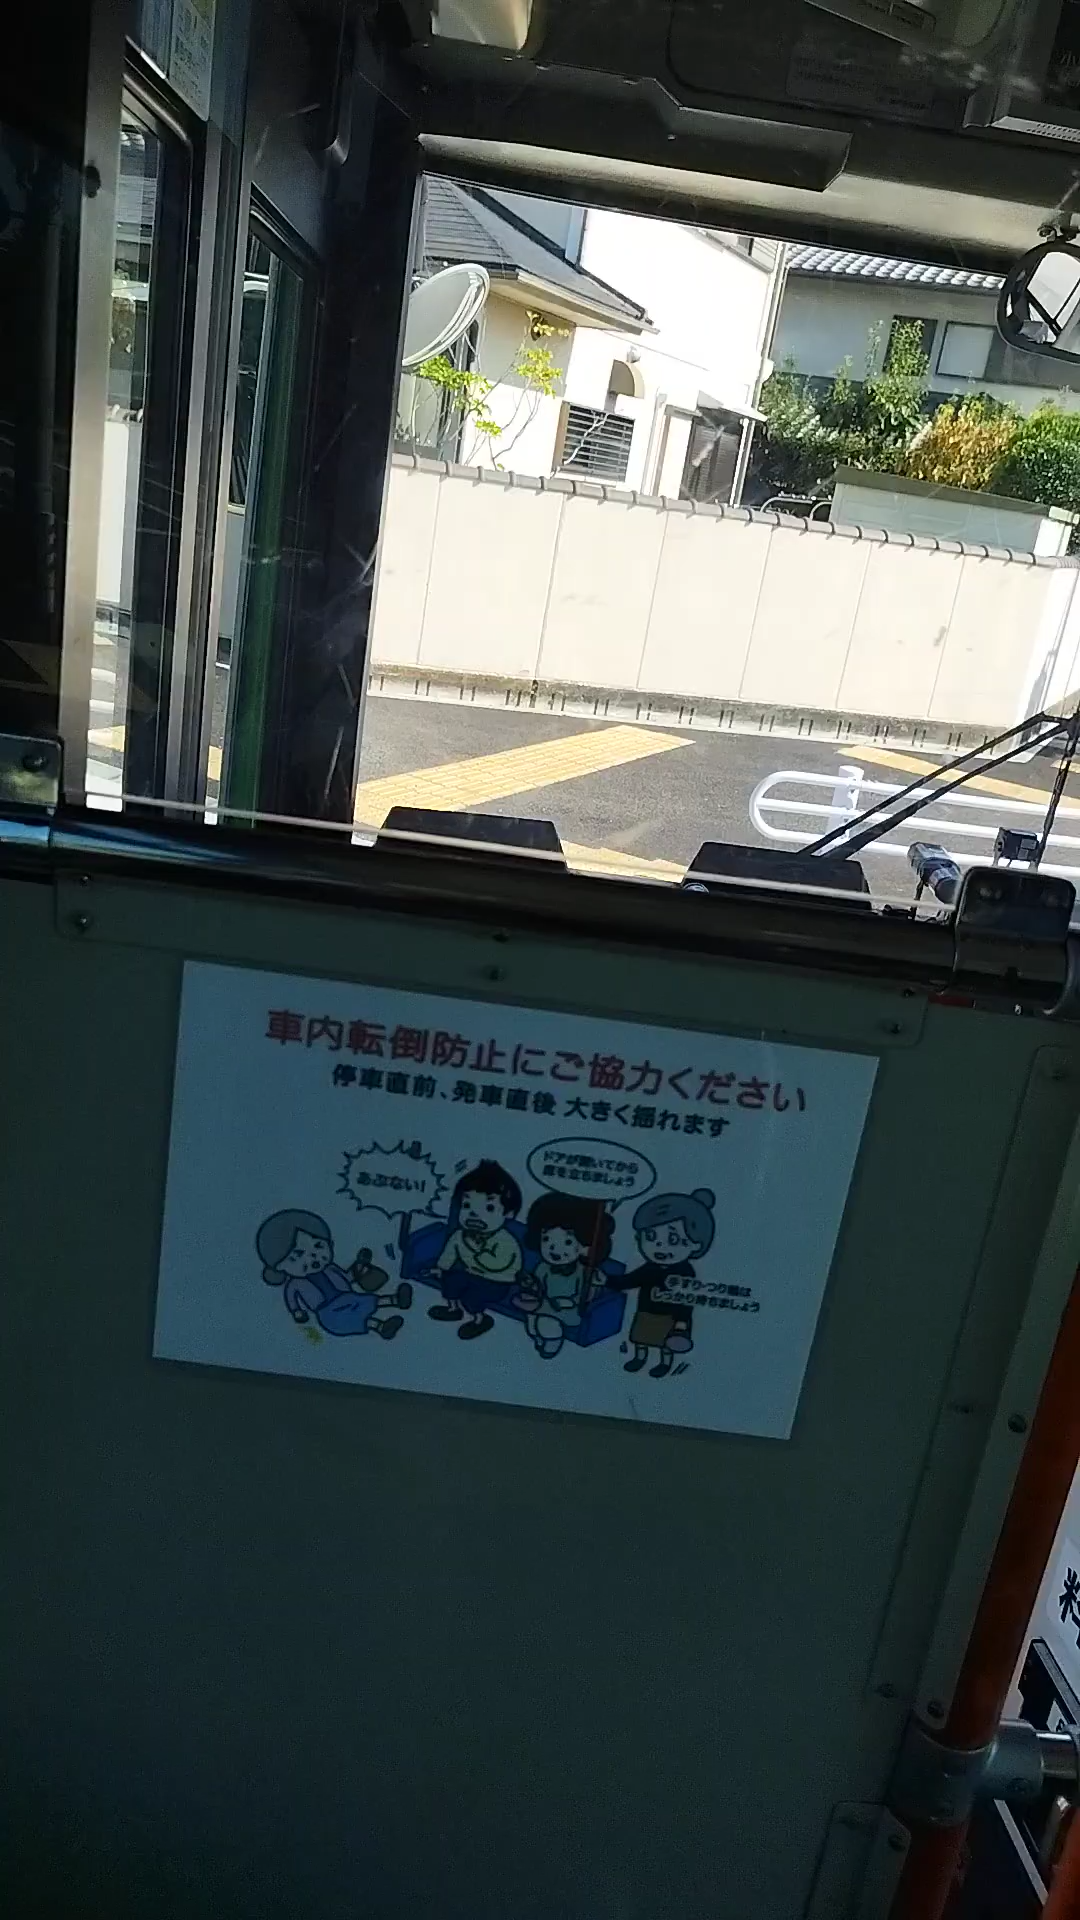 車内転倒防止にご協力ください
停車直前、発車直後 大きく揺れます
あぶない!
ドアが開いてから
席を立ちましょう
手すり・つり革は
しっかり持ちましょう